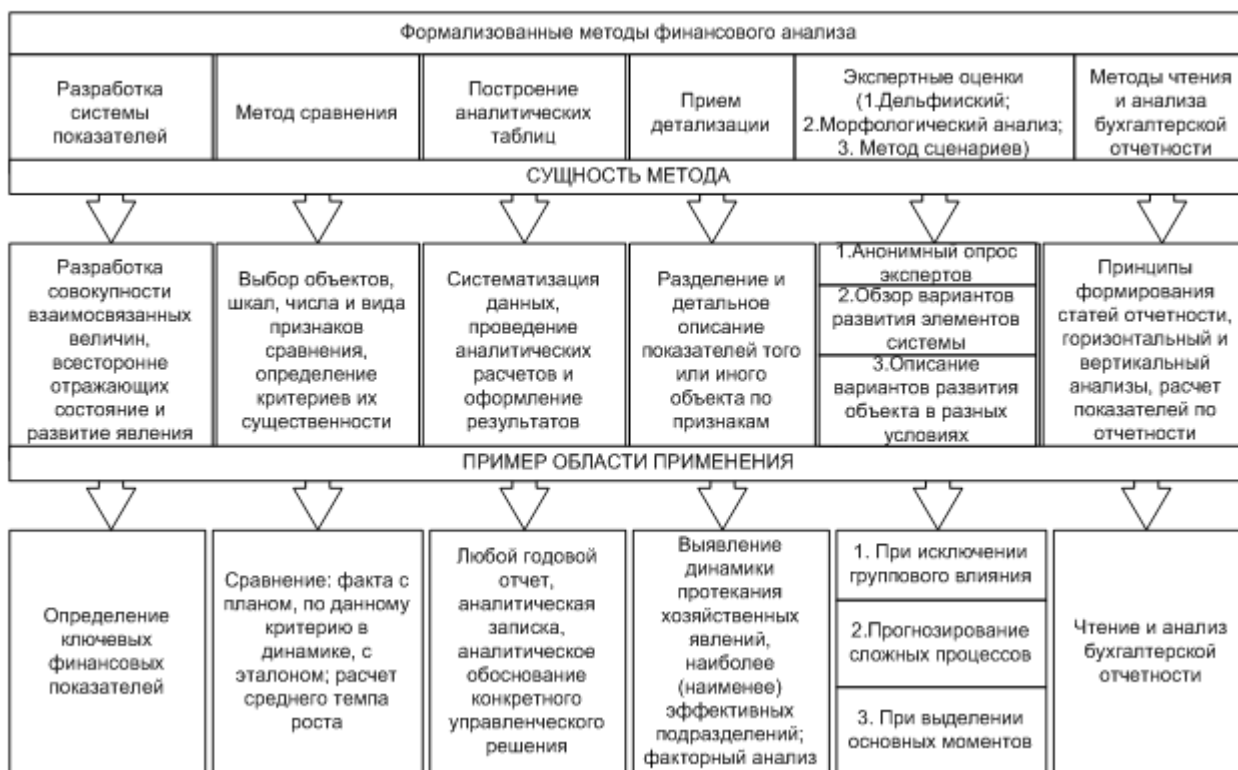 Формализованные методы финансового анализа
Разработка
системы
показателей
Метод сравнения
Построение
аналитических
таблиц
Прием
детализации
Экспертные оценки
(1.Дельфииский;
2.Морфологический анализ;
3. Метод сценариев)
Методы чтения
и анализа
бухгалтерской
отчетности
СУЩНОСТЬ МЕТОДА
Разработка
совокупности
взаимосвязанных
величин,
всесторонне
отражающих
состояние и
развитие явления
Выбор объектов,
шкал, числа и вида
признаков
сравнения,
определение
критериев их
существенности
Систематизация
данных,
проведение
аналитических
расчетов и
оформление
результатов
Разделение и
детальное
описание
показателей того
или иного
объекта по
признакам
1.Анонимный опрос
экспертов
2.Обзор вариантов
развития элементов
системы
3.Описание
вариантов развития
объекта в разных
условиях
Принципы
формирования
статей отчетности,
горизонтальный и
вертикальный
анализы, расчет
показателей по
отчетности
ПРИМЕР ОБЛАСТИ ПРИМЕНЕНИЯ
Определение
ключевых
финансовых
показателей
Сравнение: факта с
планом, по данному
критерию в
динамике, с
эталоном; расчет
среднего темпа
роста
Любой годовой
отчет,
аналитическая
записка,
аналитическое
обоснование
конкретного
управленческого
решения
Выявление
динамики
протекания
хозяйственных
явлений,
наиболее
(наименее)
эффективных
подразделений;
факторный анализ
1. При исключении
группового влияния
2.Прогнозирование
сложных процессов
3. При выделении
основных моментов
Чтение и анализ
бухгалтерской
отчетности